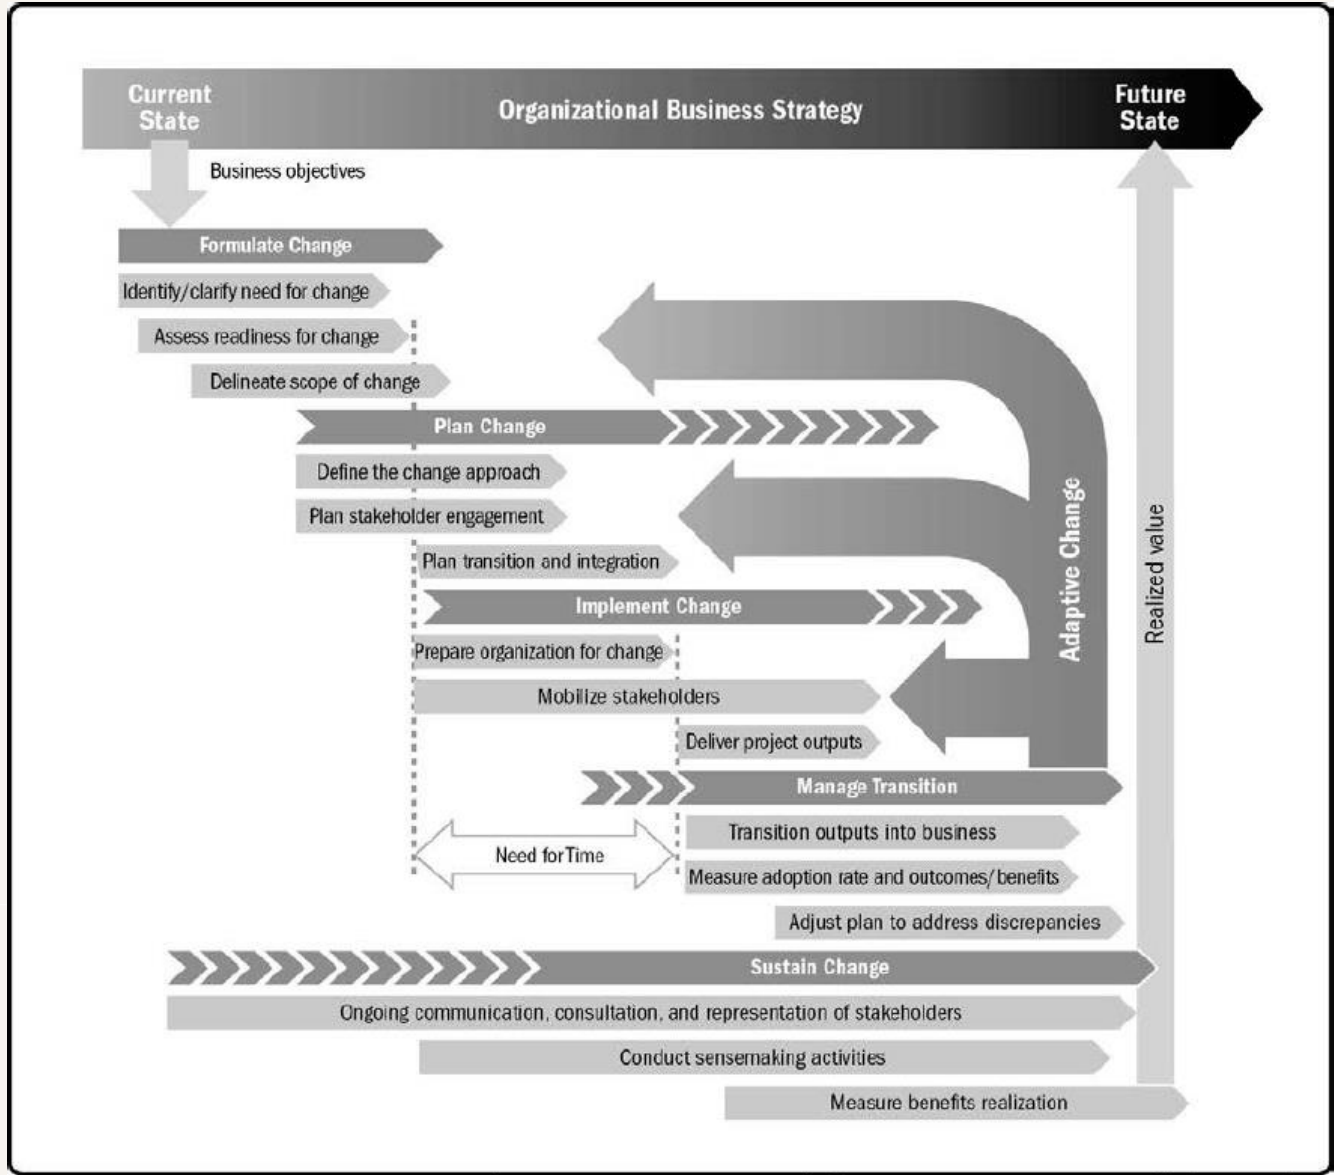 Current
State
Organizational Business Strategy
Future
State
Business objectives
Formulate Change
Identify/clarify need for change
Assess readiness for change
Delineate scope of change
Plan Change
Define the change approach
Plan stakeholder engagement
Plan transition and integration
Implement Change
Prepare organization for change
Mobilize stakeholders
Deliver project outputs
Adaptive Change
Realized value
Manage Transition
Transition outputs into business
Need for Time
Measure adoption rate and outcomes/benefits
Adjust plan to address discrepancies
Sustain Change
Ongoing communication, consultation, and representation of stakeholders
Conduct sensemaking activities
Measure benefits realization